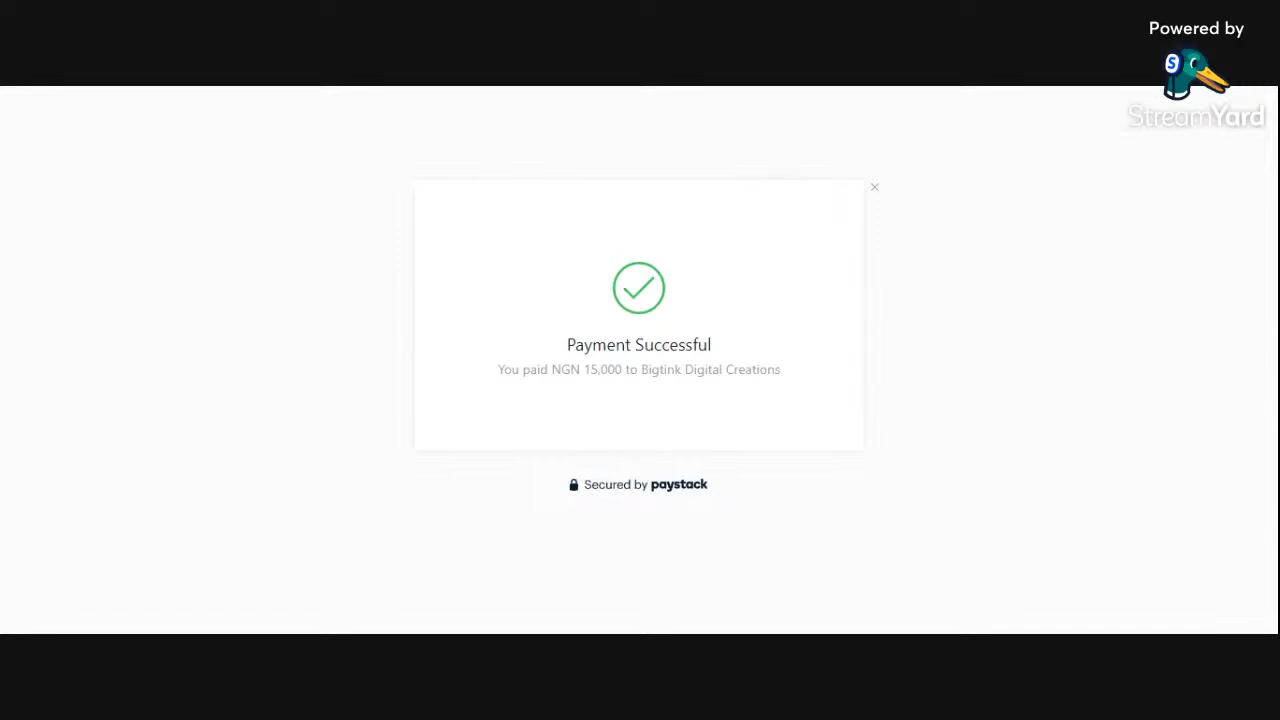 Powered by
S
StreamYard
Payment Successful
You paid NGN 15,000 to Bigtink Digital Creations
Secured by paystack